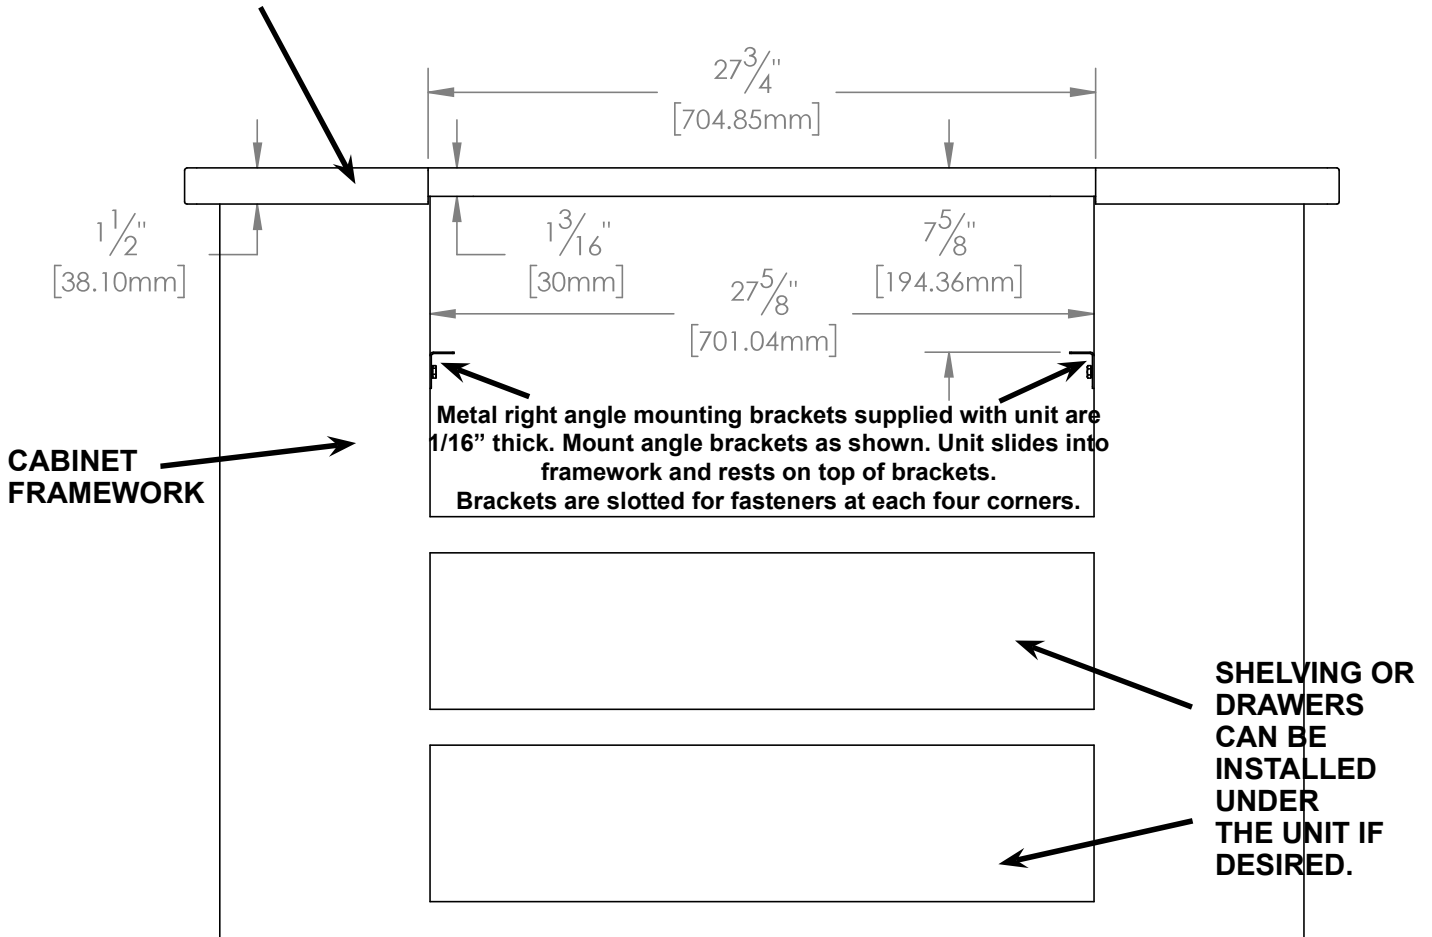 27 3/4"
[704.85mm]
1 1/2"
[38.10mm]
1 3/16"
[30mm]
7 5/8"
[194.36mm]
27 5/8"
[701.04mm]
Metal right angle mounting brackets supplied with unit are
1/16” thick. Mount angle brackets as shown. Unit slides into
framework and rests on top of brackets.
Brackets are slotted for fasteners at each four corners.
CABINET
FRAMEWORK
SHELVING OR
DRAWERS
CAN BE
INSTALLED
UNDER
THE UNIT IF
DESIRED.